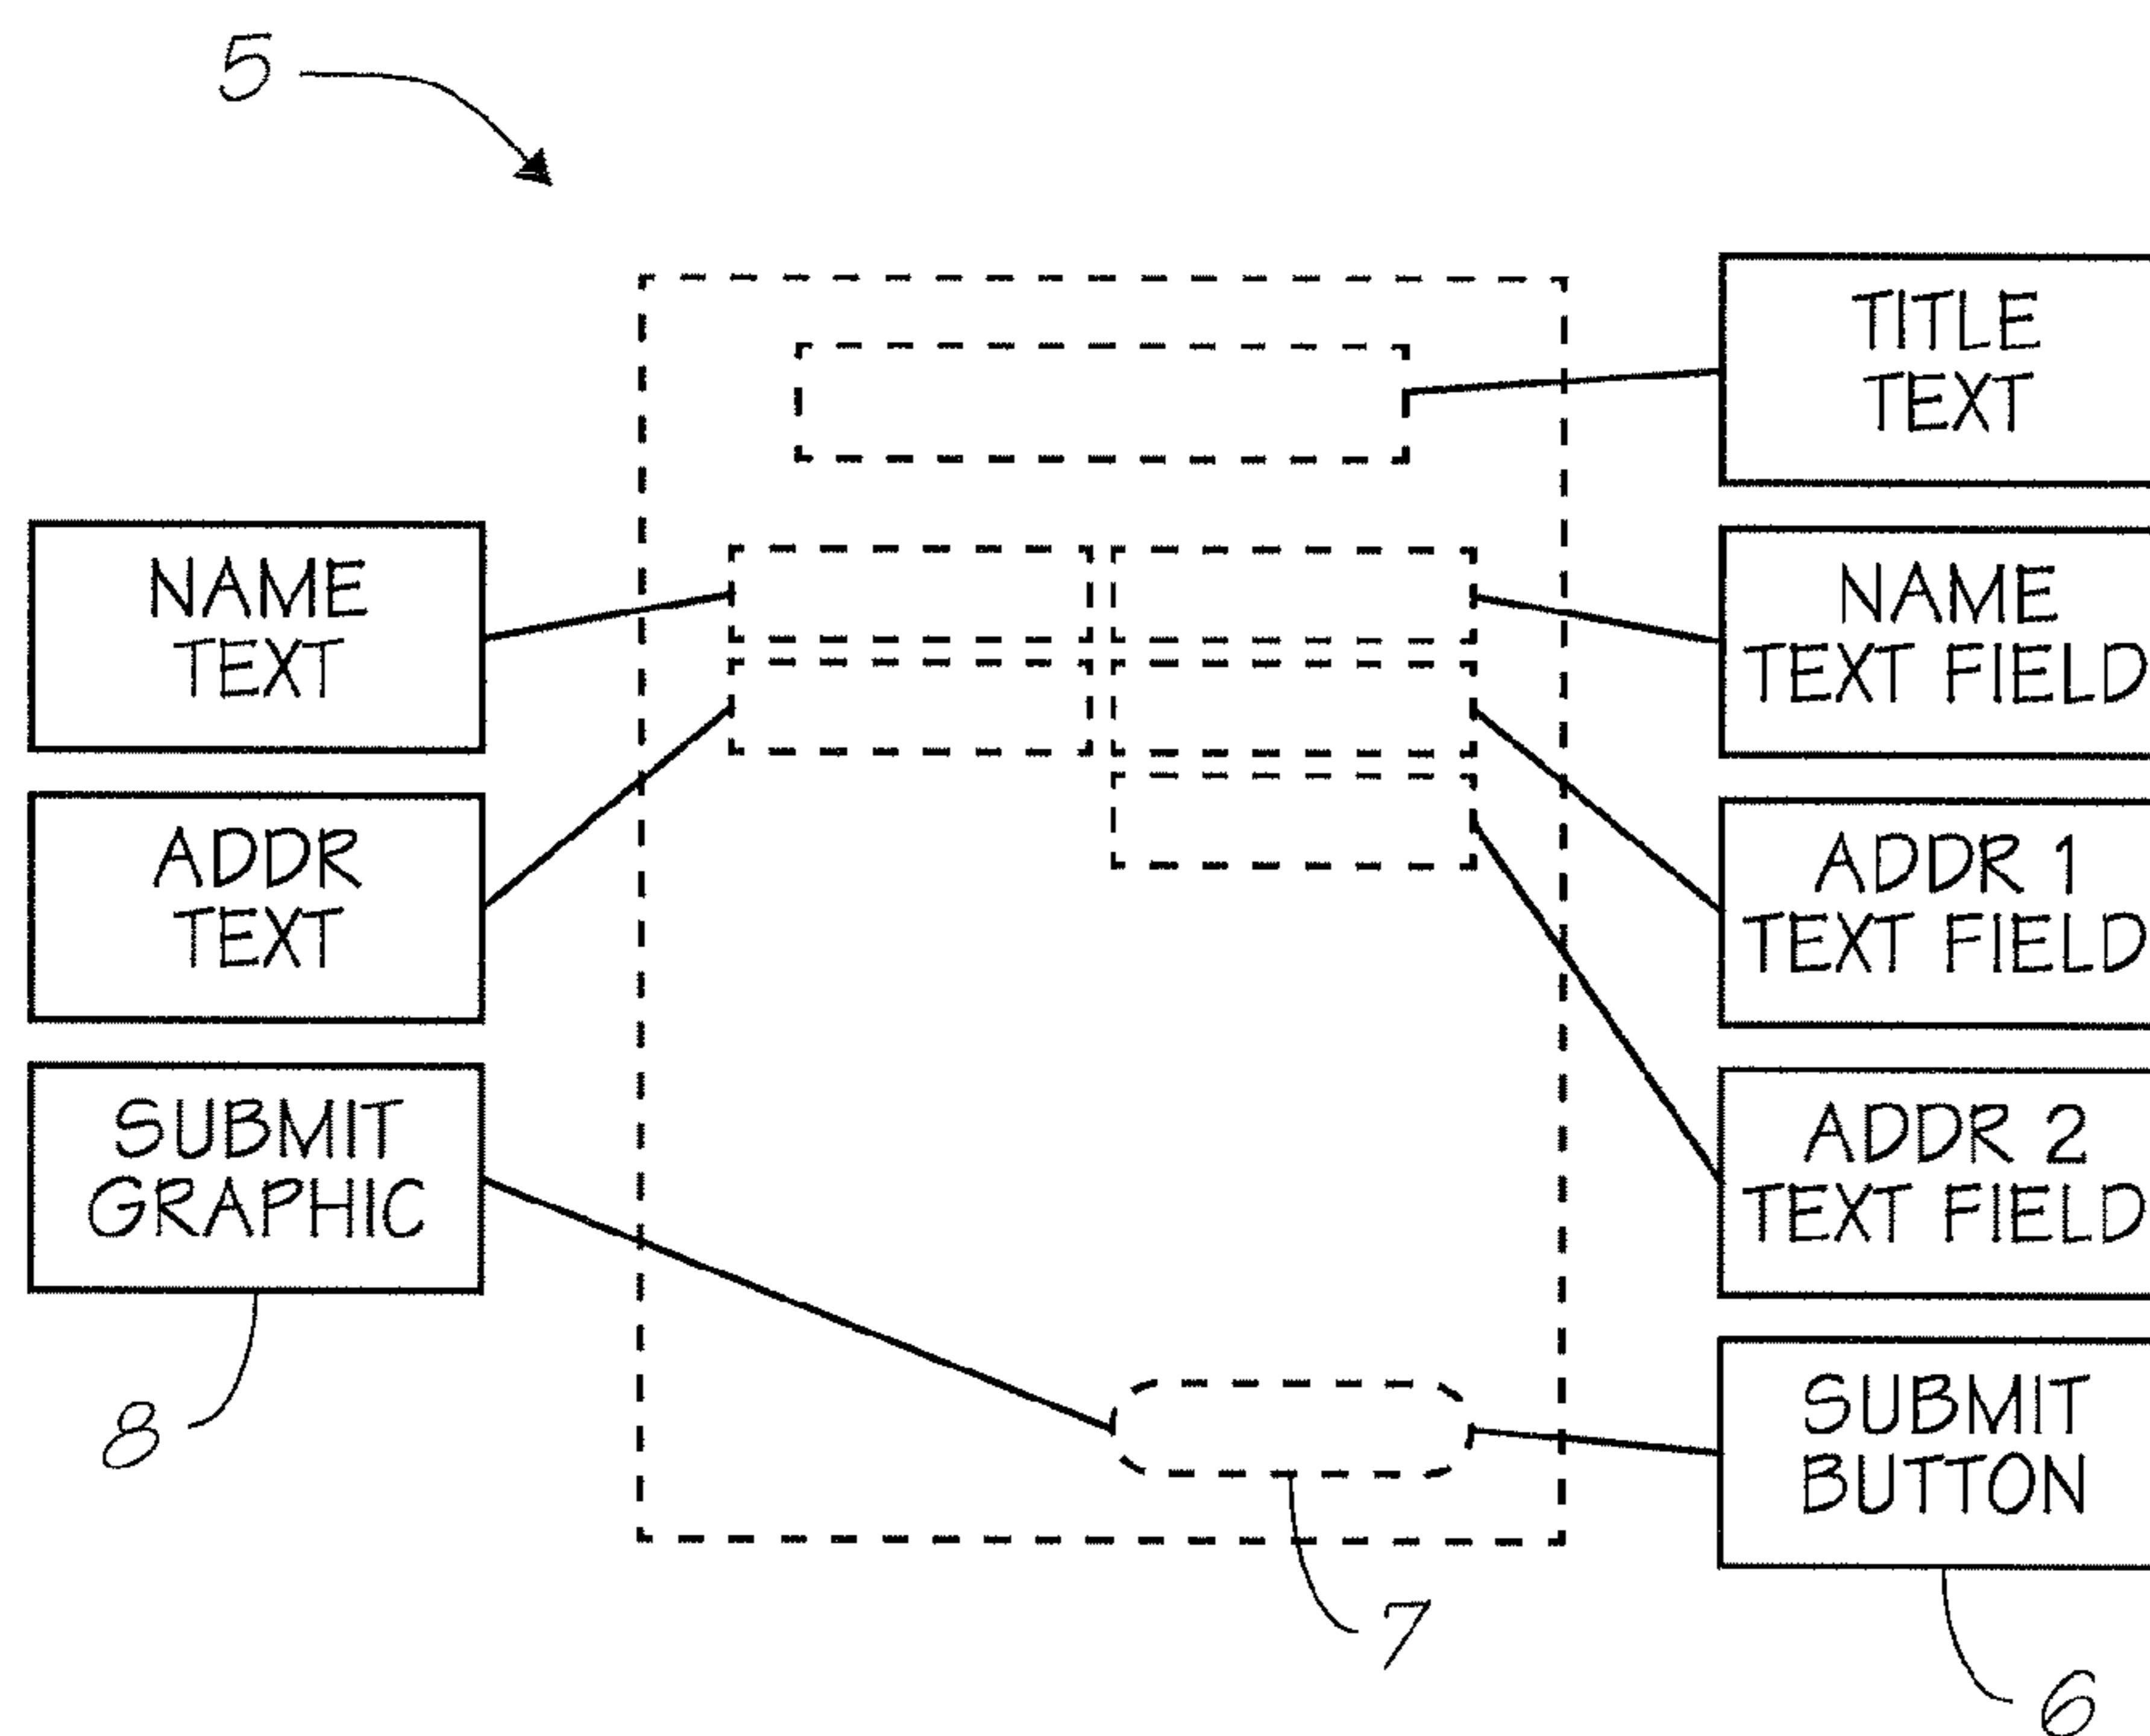 5
TITLE
TEXT
NAME
TEXT
NAME
TEXT FIELD
ADDR
TEXT
ADDR 1
TEXT FIELD
SUBMIT
GRAPHIC
ADDR 2
TEXT FIELD
8
SUBMIT
BUTTON
7
6